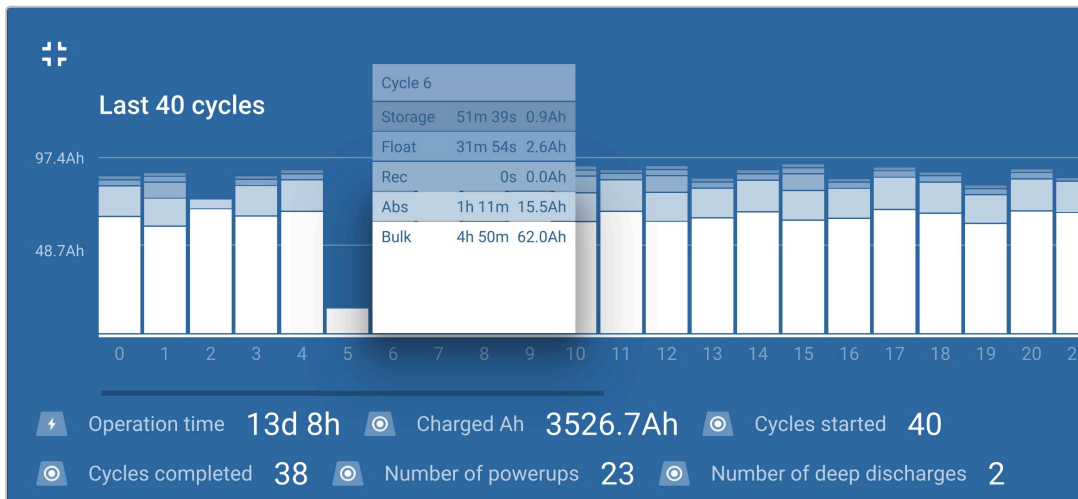 Cycle 6
Last 40 cycles
Storage 51m 39s 0.9Ah
Float 31m 54s 2.6Ah
Rec 0s 0.0Ah
Abs 1h 11m 15.5Ah
Bulk 4h 50m 62.0Ah
97.4Ah
48.7Ah
0 1 2 3 4 5 6 7 8 9 10 11 12 13 14 15 16 17 18 19 20
Operation time 13d 8h Charged Ah 3526.7Ah Cycles started 40
Cycles completed 38 Number of powerups 23 Number of deep discharges 2